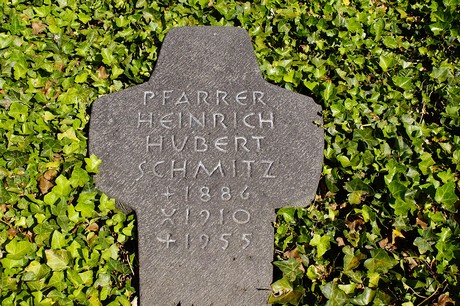 PFARRER
HEINRICH
HUBERT
SCHMITZ
+ 1886
⚹ 1910
+ 1955